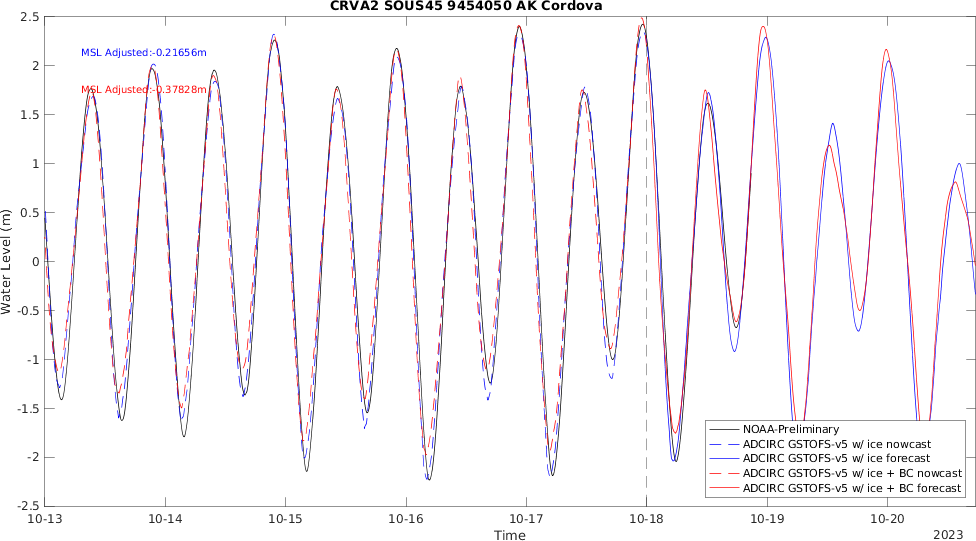 CRVA2 SOUS45 9454050 AK Cordova
MSL Adjusted:-0.21656m
MSL Adjusted:-0.37828m
2.5
2
1.5
1
0.5
0
-0.5
-1
-1.5
-2
-2.5
Water Level (m)
NOAA-Preliminary
ADCIRC GSTOFS-v5 w/ ice nowcast
ADCIRC GSTOFS-v5 w/ ice forecast
ADCIRC GSTOFS-v5 w/ ice + BC nowcast
ADCIRC GSTOFS-v5 w/ ice + BC forecast
10-13 10-14 10-15 10-16 10-17 10-18 10-19 10-20
Time
2023